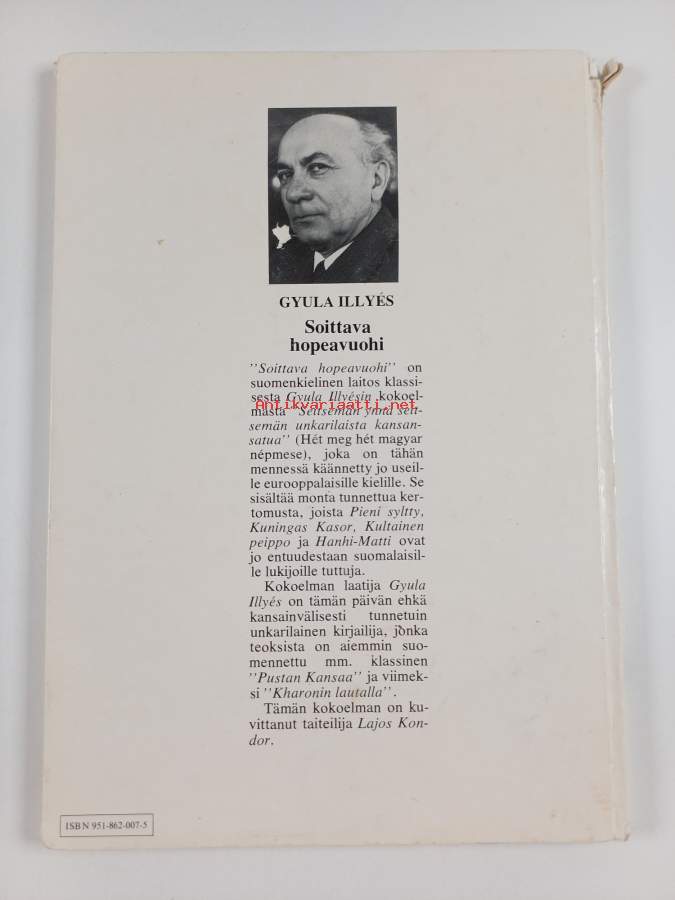 GYULA ILLYÉS
Soittava
hopeavuohi
''Soittava hopeavuohi'' on
suomenkielinen laitos klassi-
sesta Gyula Illyésin kokoel-
Antikvariaatti.net
masta ''Seitsemän ynnä seit-
semän unkarilaista kansan-
satua'' (Hét meg hét magyar
népmese), joka on tähän
mennessä käännetty jo useil-
le eurooppalaisille kielille. Se
sisältää monta tunnettua ker-
tomusta, joista Pieni syltty,
Kuningas Kasor, Kultainen
peippo ja Hanhi-Matti ovat
jo entuudestaan suomalaisil-
le lukijoille tuttuja.
Kokoelman laatija Gyula
Illyés on tämän päivän ehkä
kansainvälisesti tunnetuin
unkarilainen kirjailija, jonka
teoksista on aiemmin suo-
mennettu mm. klassinen
''Pustan Kansaa'' ja viimek-
si ''Kharonin lautalla''.
Tämän kokoelman on ku-
vittanut taiteilija Lajos Kon-
dor.
ISBN 951-862-007-5